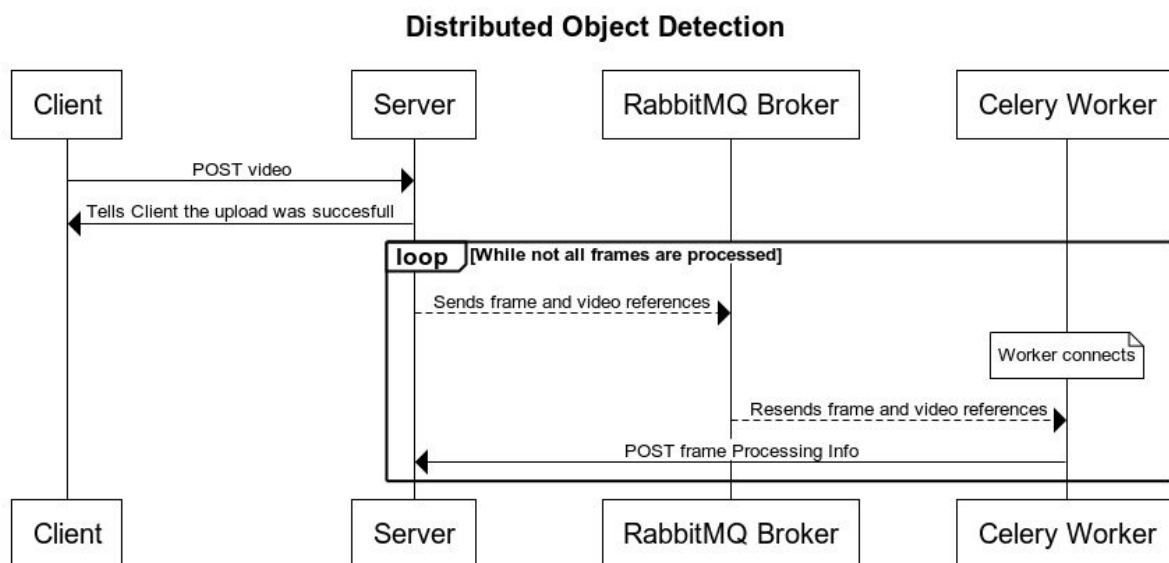 Distributed Object Detection
Client
Server
RabbitMQ Broker
Celery Worker
POST video
Tells Client the upload was succesfull
loop
[While not all frames are processed]
Sends frame and video references
Worker connects
Resends frame and video references
POST frame Processing Info
Client
Server
RabbitMQ Broker
Celery Worker